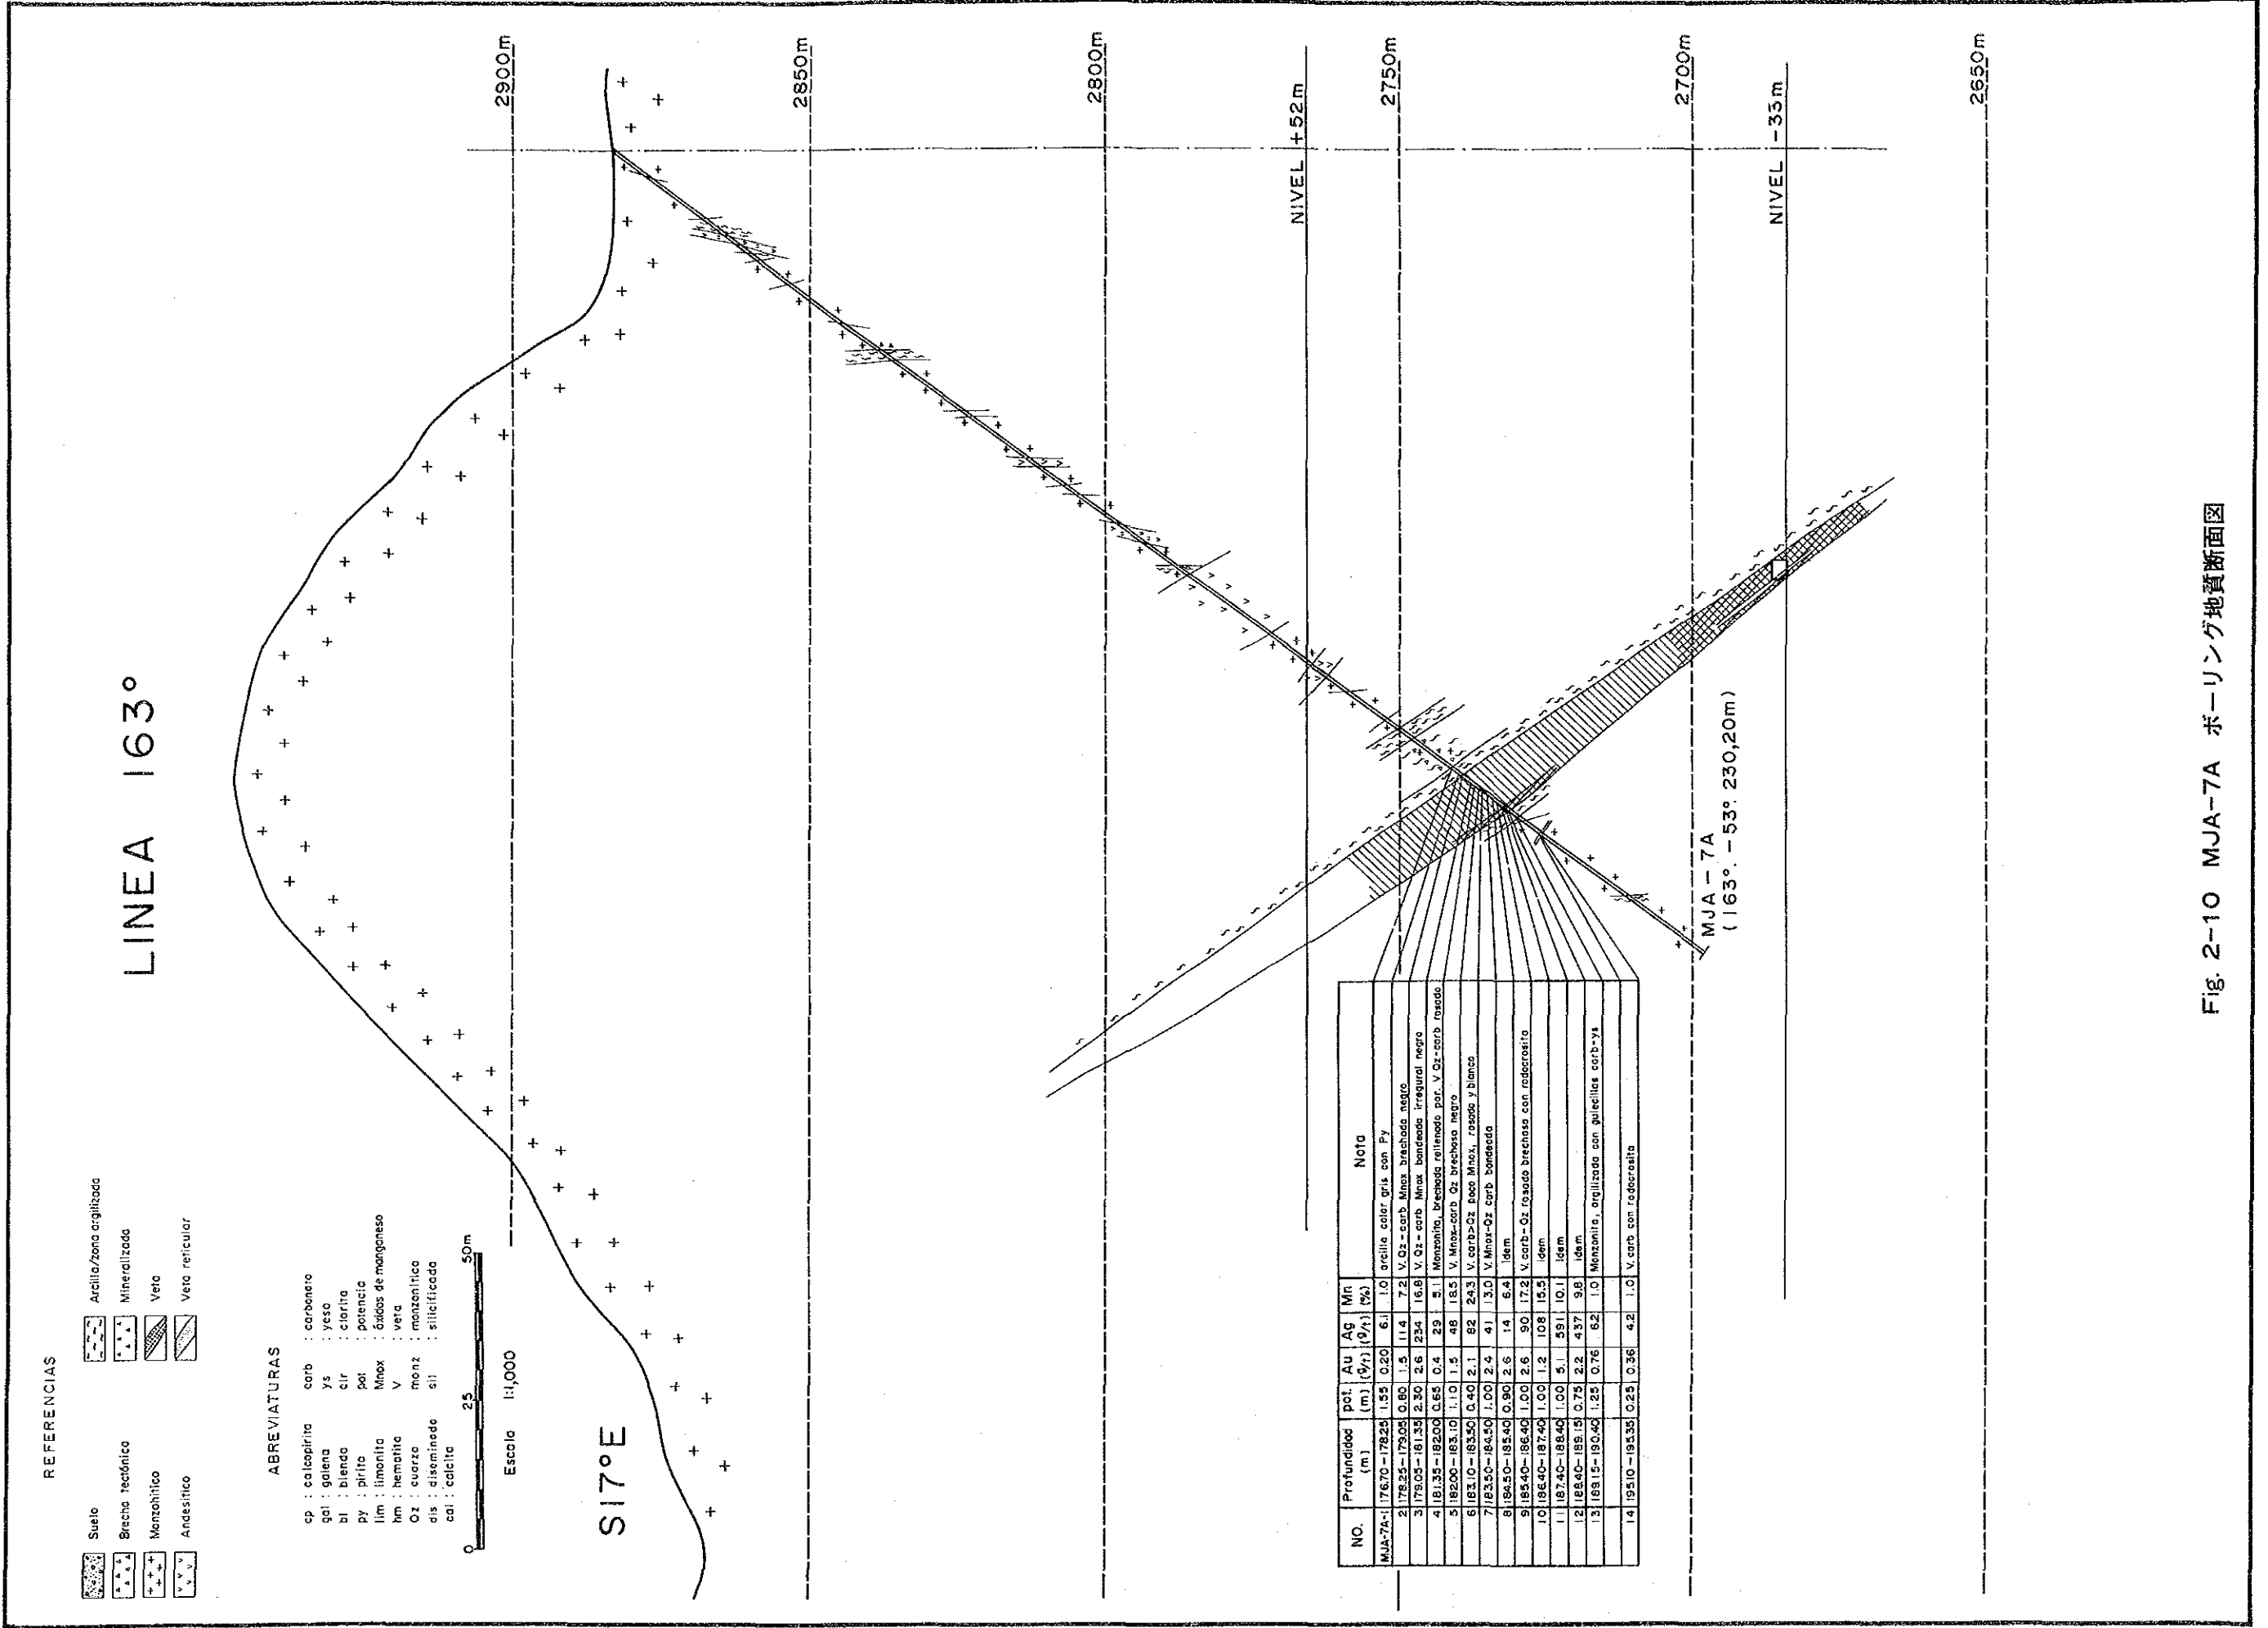 LINEA 163°
S17°E
REFERENCIAS
Suelo
Brecha tectónica
Monzohítico
Andesítico
Arcilla/zona argilizada
Mineralizado
Veta
Veta reticular
ABREVIATURAS
cp : calcopirita
gal : galena
bl : blenda
py : pirita
lim : limonita
hm : hematita
Qz : cuarzo
dis : diseminado
cal : calcita
carb : carbonato
ys : yeso
clr : clorita
pot : potencia
Mnox : óxidos de manganeso
V : veta
monz : monzonítico
sil : silicificada
0 25 50m
Escala 1:1,000
2900m
2850m
2800m
NIVEL +52m
2750m
2700m
NIVEL -33m
2650m
NO. Profundidad (m) pot. (m) Au (g/t) Ag (g/t) Mn (%) Nota
MJA-7A-1 176.70-178.25 1.55 0.20 6.1 1.0 arcilla color gris con Py
2 178.25-179.05 0.80 1.5 114 7.2 V. Qz-carb Mnox brechada negro
3 179.05-181.35 2.30 2.6 234 16.8 V. Qz-carb Mnox bandeada irregural negro
4 181.35-182.00 0.65 0.4 29 5.1 Monzonita, brechada rellenado por. V Qz-carb rosado
5 182.00-183.10 1.10 1.5 48 18.5 V. Mnox-carb Qz brechosa negro
6 183.10-183.50 0.40 2.1 82 24.3 V. carb>Qz poco Mnox, rosado y blanco
7 183.50-184.50 1.00 2.4 41 13.0 V. Mnox-Qz carb bandeada
8 184.50-185.40 0.90 2.6 14 6.4 Idem
9 185.40-186.40 1.00 2.6 90 17.2 V. carb-Qz rosado brechosa con rodocrosita
10 186.40-187.40 1.00 1.2 108 15.5 Idem
11 187.40-188.40 1.00 5.1 591 10.1 Idem
12 188.40-189.15 0.75 2.2 437 9.8 Idem
13 189.15-190.40 1.25 0.76 6.2 1.0 Monzonita, argilizada con guiecillas carb-ys
14 195.10-195.35 0.25 0.36 4.2 1.0 V. carb con rodocrosita
MJA-7A
(163°. -53°. 230,20m)
Fig. 2-10 MJA-7A ボーリング地質断面図